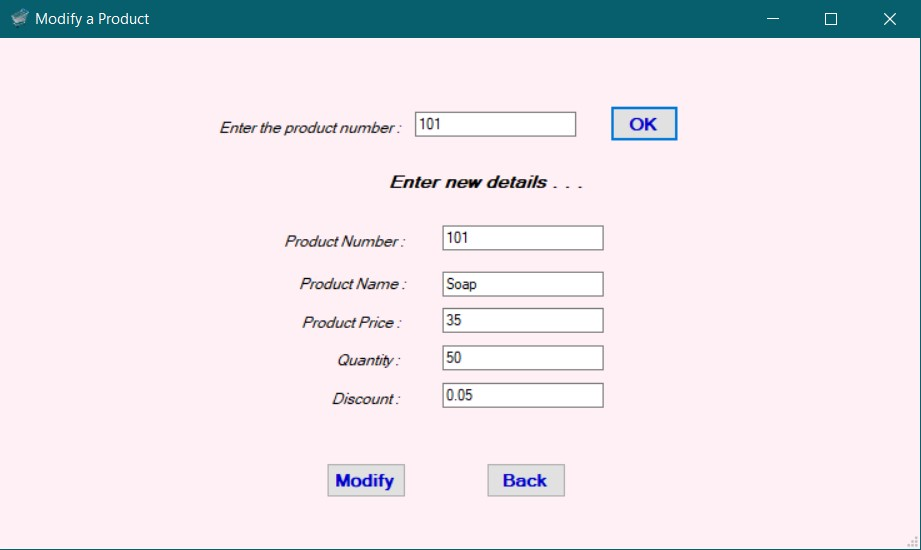 Modify a Product
Enter the product number : 101 OK
Enter new details . . .
Product Number : 101
Product Name : Soap
Product Price : 35
Quantity : 50
Discount : 0.05
Modify Back